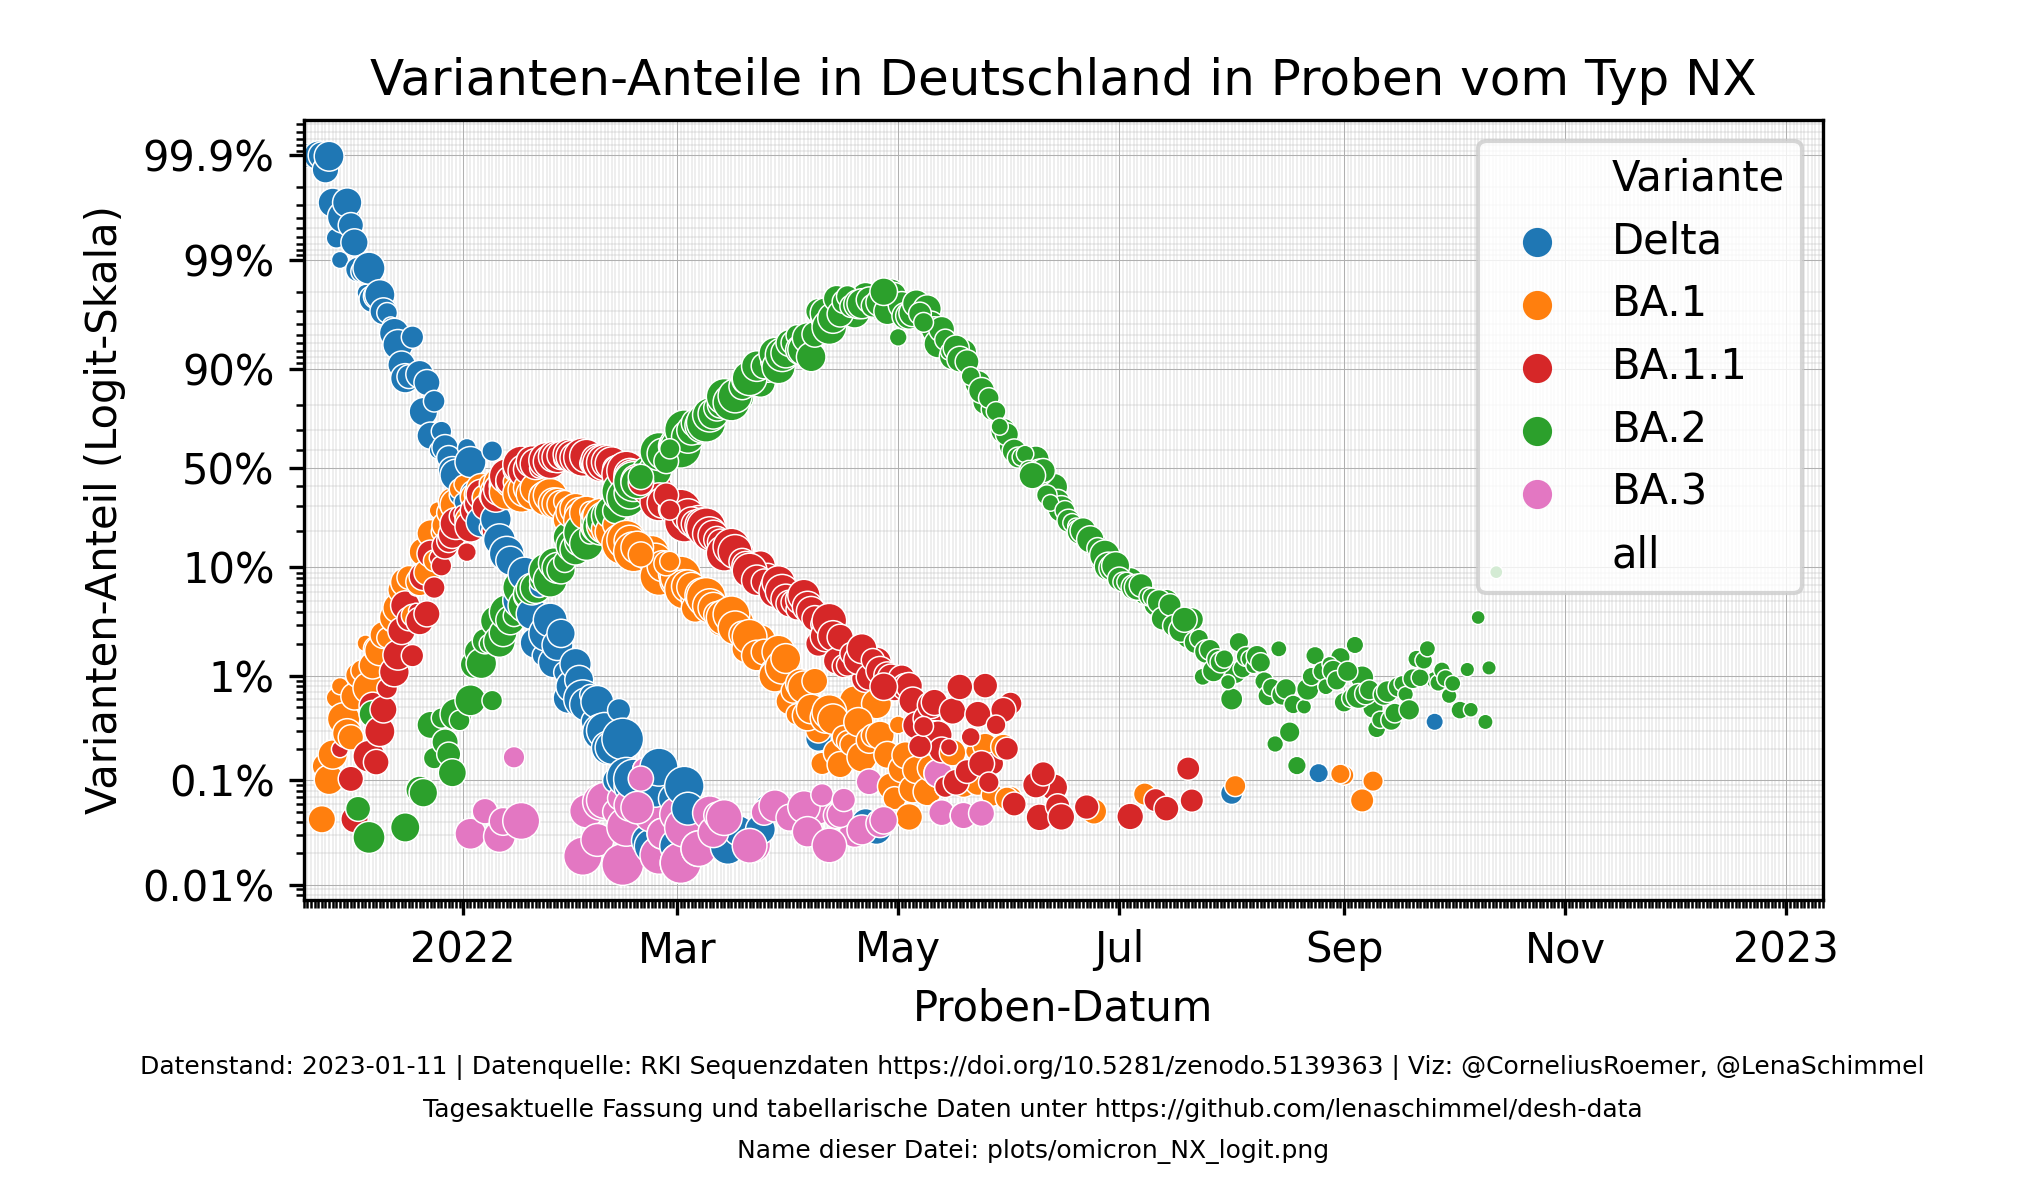 Varianten-Anteile in Deutschland in Proben vom Typ NX
Varianten-Anteil (Logit-Skala)
99.9%
99%
90%
50%
10%
1%
0.1%
0.01%
Variante
Delta
BA.1
BA.1.1
BA.2
BA.3
all
2022
Mar
May
Jul
Sep
Nov
2023
Proben-Datum
Datenstand: 2023-01-11 | Datenquelle: RKI Sequenzdaten https://doi.org/10.5281/zenodo.5139363 | Viz: @CorneliusRoemer, @LenaSchimmel
Tagesaktuelle Fassung und tabellarische Daten unter https://github.com/lenaschimmel/desh-data
Name dieser Datei: plots/omicron_NX_logit.png